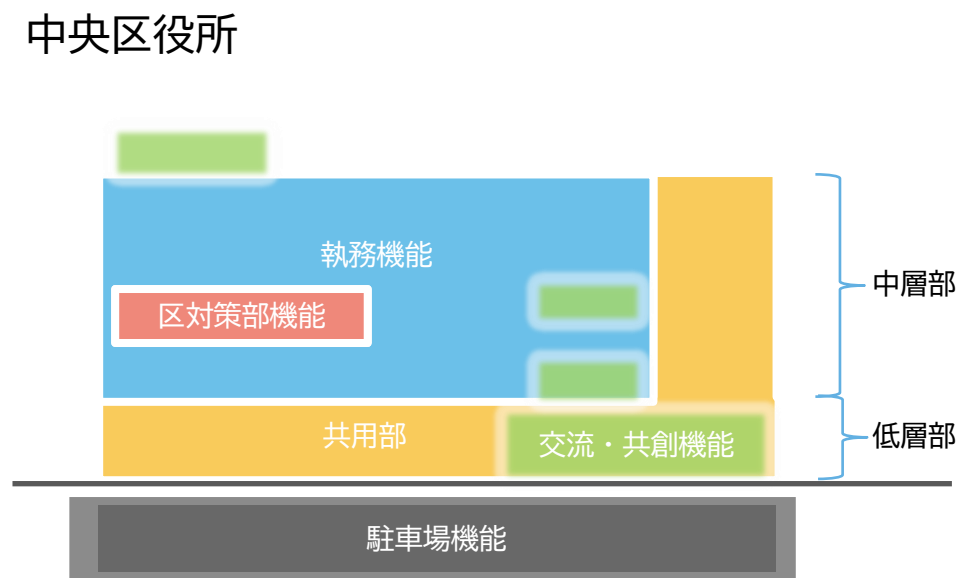 中央区役所
執務機能
区対策部機能
中層部
共用部
交流・共創機能
低層部
駐車場機能